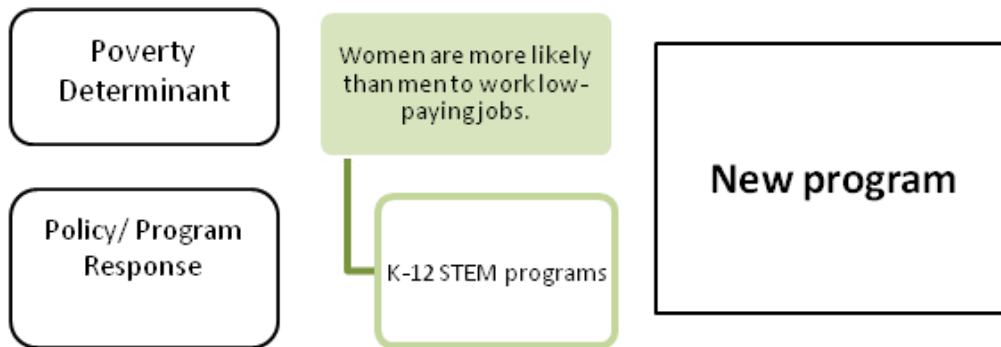 Poverty
Determinant
Women are more likely
than men to work low-
paying jobs.
New program
Policy/ Program
Response
K-12 STEM programs